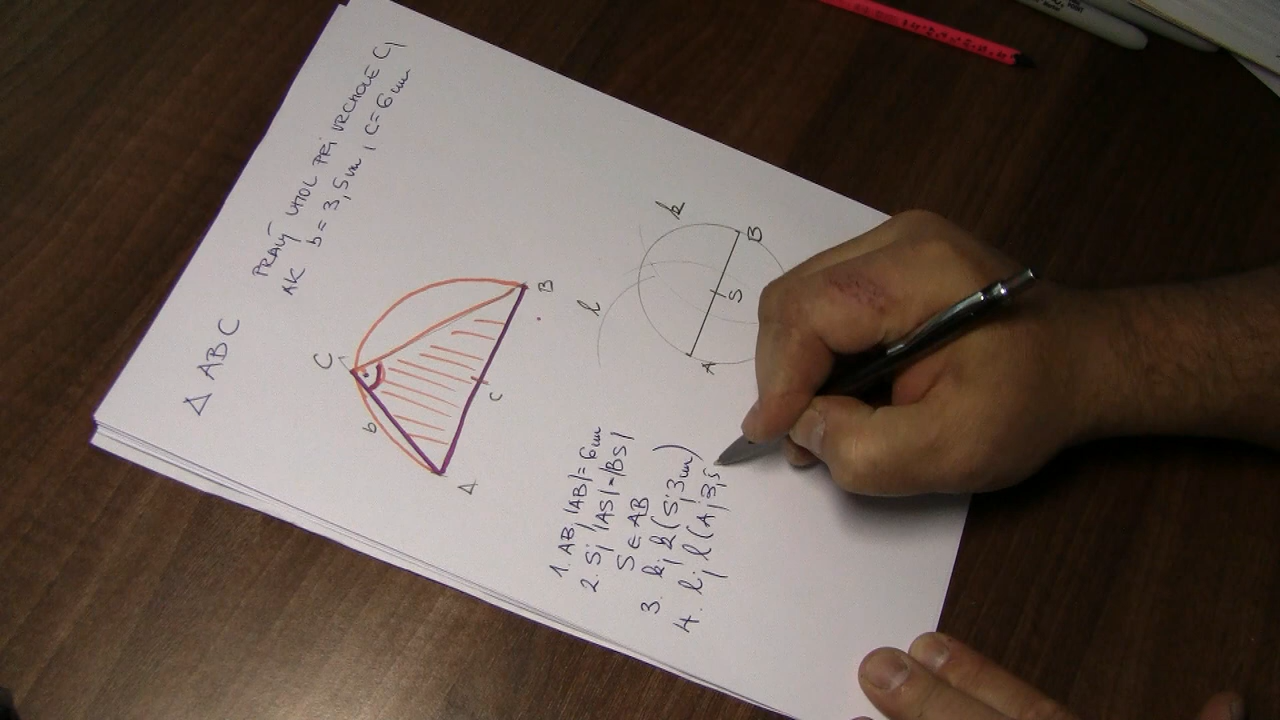 △ ABC
PRAVÝ UHOL PRI VRCHOLE C,
AK b = 3,5cm, C = 6cm
C
b
A
c
B
l
k
A
S
B
1. AB; |AB| = 6cm
2. S; |AS| = |BS|
S ∈ AB
3. k; k(S; 3cm)
4. l; l(A; 3,5